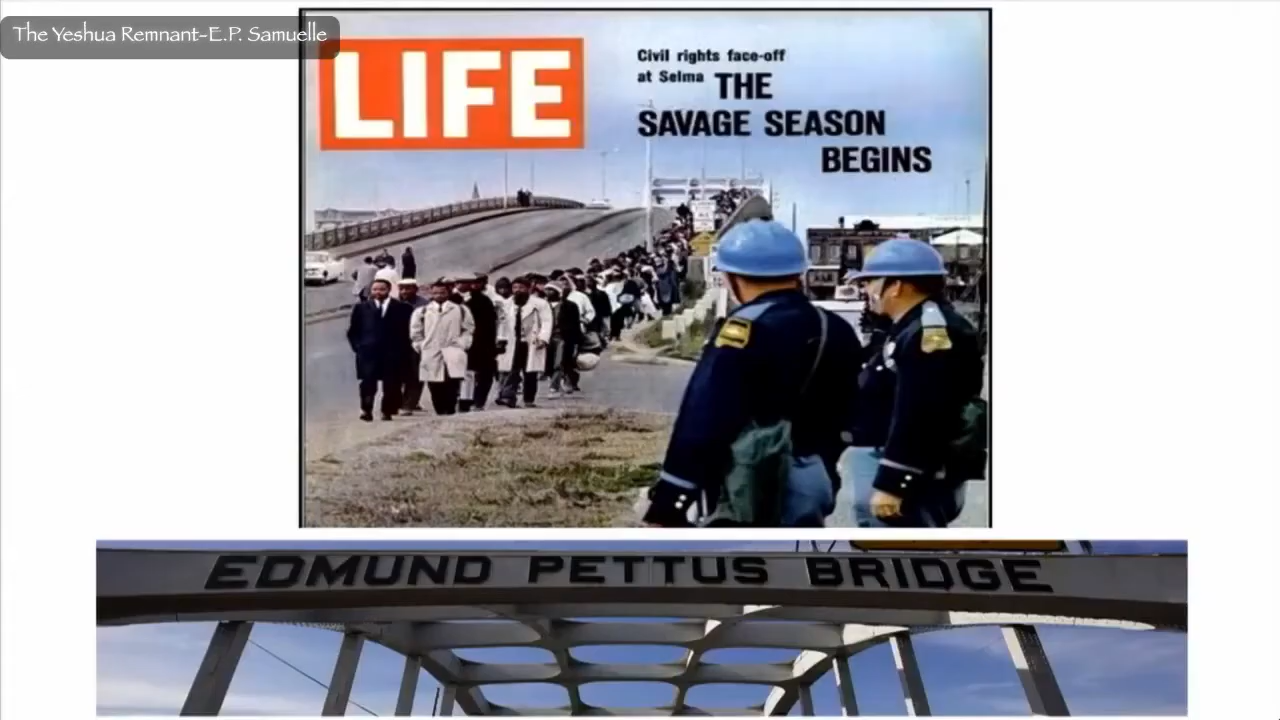 The Yeshua Remnant-E.P. Samuelle
LIFE
Civil rights face-off
at Selma THE
SAVAGE SEASON
BEGINS
EDMUND PETTUS BRIDGE